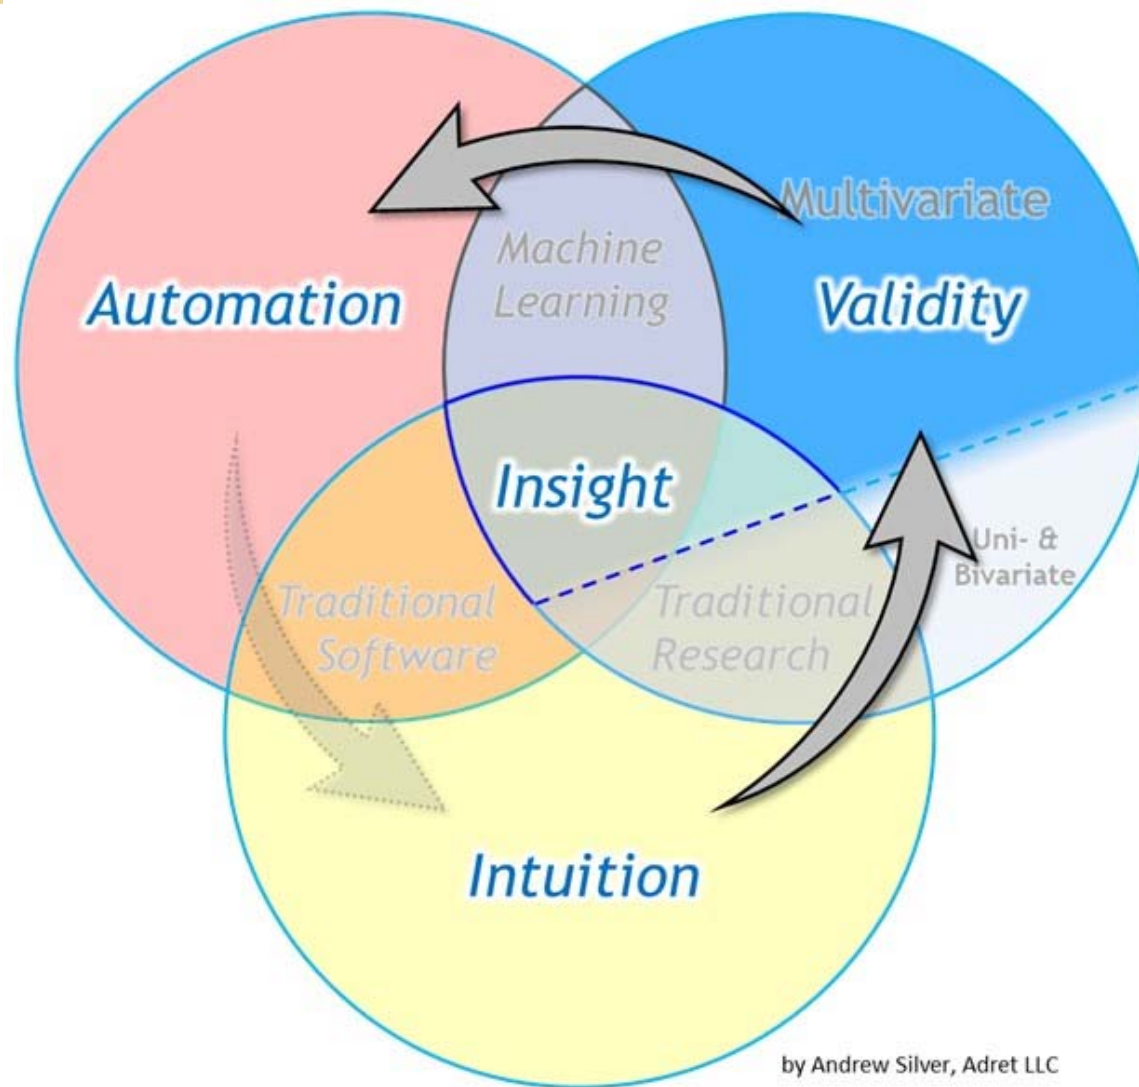 Multivariate
Machine
Learning
Automation
Validity
Insight
Uni- &
Bivariate
Traditional
Software
Traditional
Research
Intuition
by Andrew Silver, Adret LLC